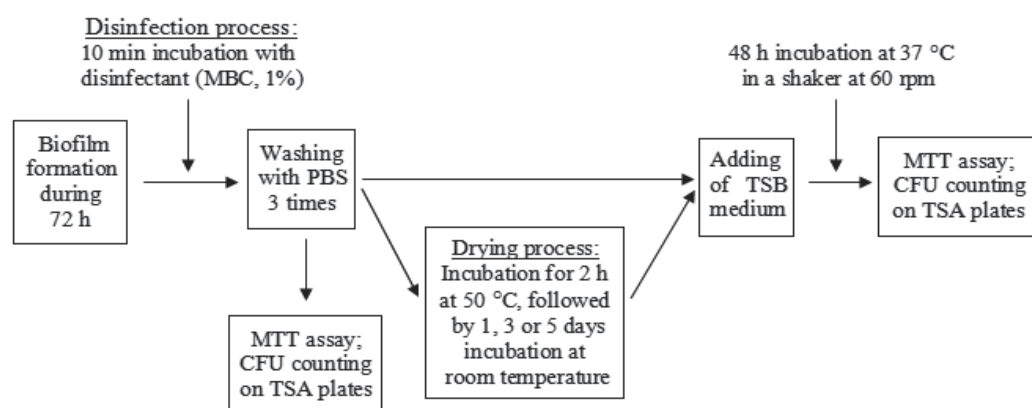 Disinfection process:
10 min incubation with
disinfectant (MBC, 1%)
48 h incubation at 37 °C
in a shaker at 60 rpm
Biofilm
formation
during
72 h
Washing
with PBS
3 times
Adding
of TSB
medium
MTT assay;
CFU counting
on TSA plates
Drying process:
Incubation for 2 h
at 50 °C, followed
by 1, 3 or 5 days
incubation at
room temperature
MTT assay;
CFU counting
on TSA plates